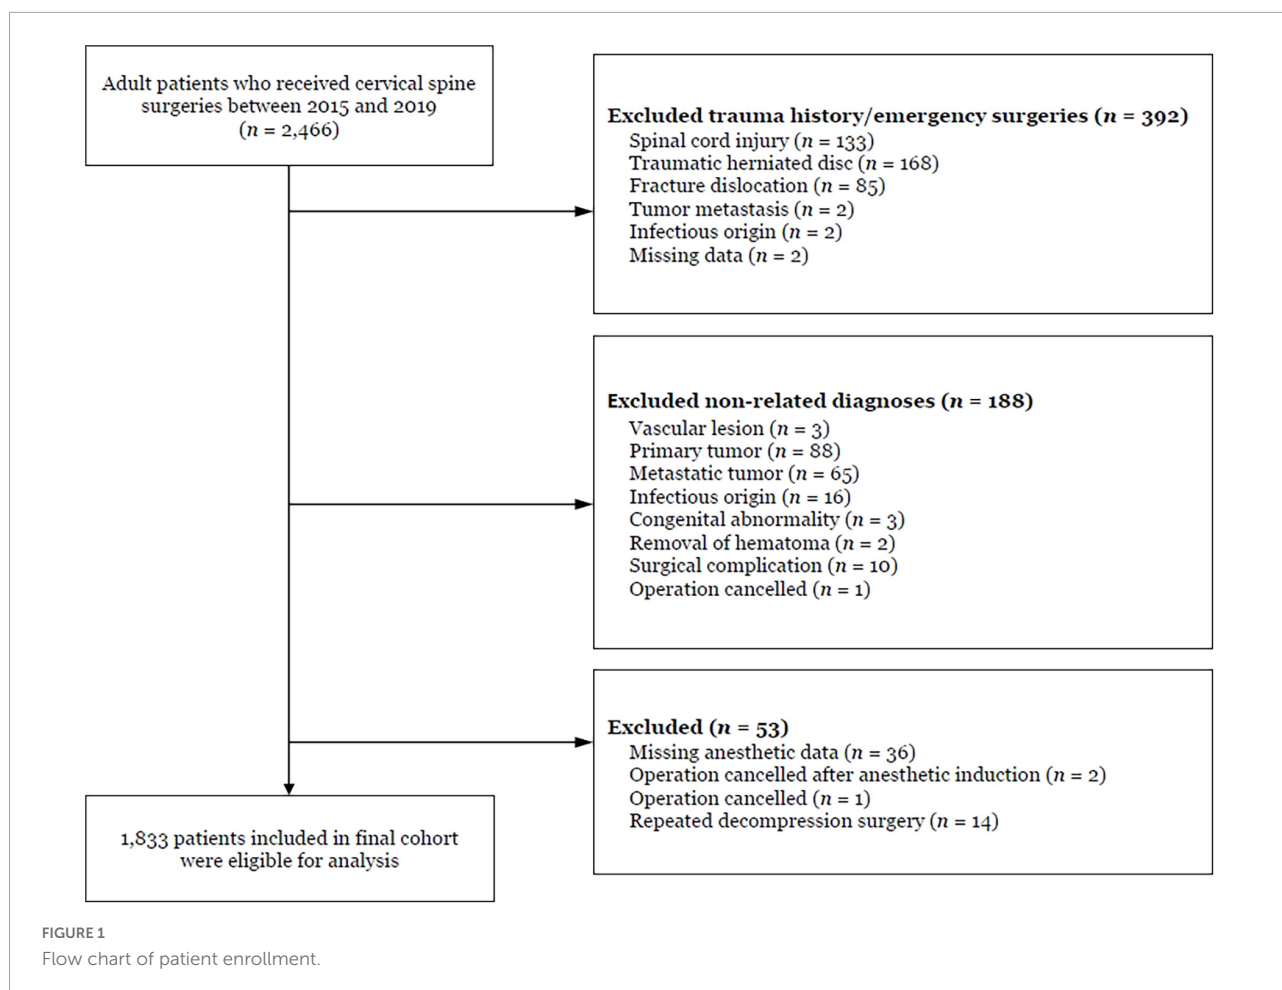 Adult patients who received cervical spine
surgeries between 2015 and 2019
(n = 2,466)
Excluded trauma history/emergency surgeries (n = 392)
Spinal cord injury (n = 133)
Traumatic herniated disc (n = 168)
Fracture dislocation (n = 85)
Tumor metastasis (n = 2)
Infectious origin (n = 2)
Missing data (n = 2)
Excluded non-related diagnoses (n = 188)
Vascular lesion (n = 3)
Primary tumor (n = 88)
Metastatic tumor (n = 65)
Infectious origin (n = 16)
Congenital abnormality (n = 3)
Removal of hematoma (n = 2)
Surgical complication (n = 10)
Operation cancelled (n = 1)
Excluded (n = 53)
Missing anesthetic data (n = 36)
Operation cancelled after anesthetic induction (n = 2)
Operation cancelled (n = 1)
Repeated decompression surgery (n = 14)
1,833 patients included in final cohort
were eligible for analysis
FIGURE 1
Flow chart of patient enrollment.